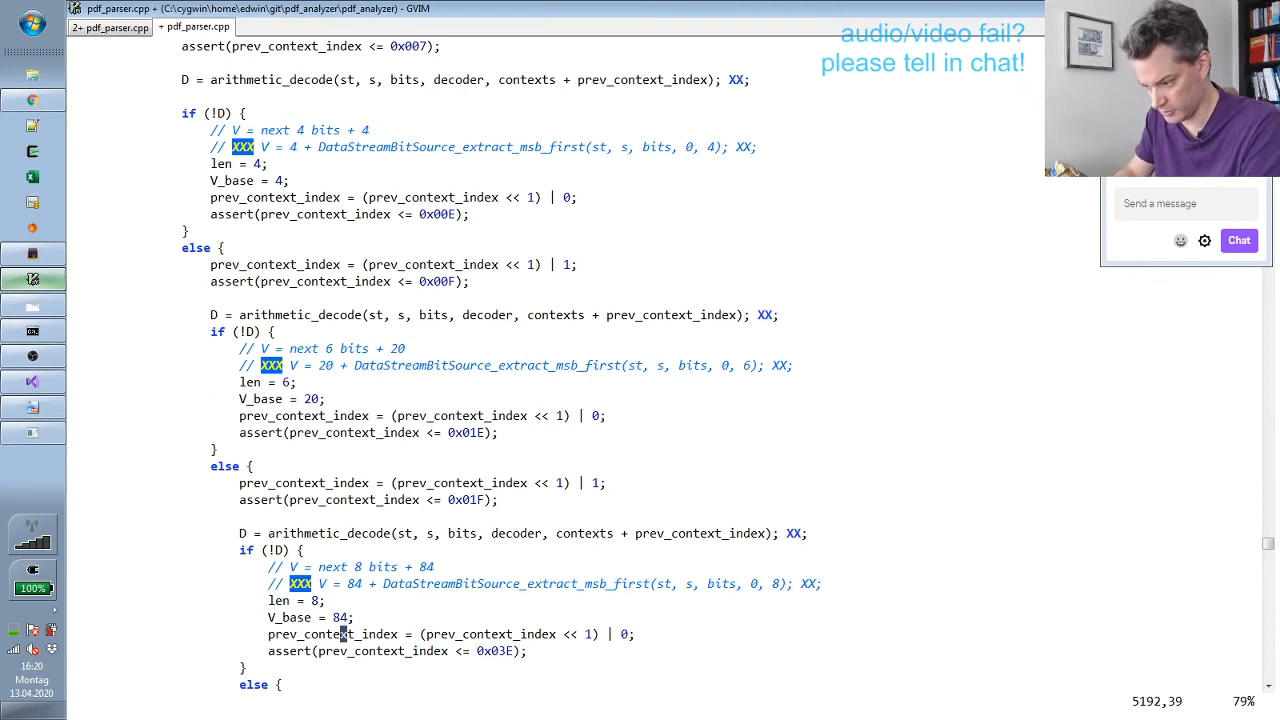 pdf_parser.cpp + (C:\cygwin\home\edwin\git\pdf_analyzer\pdf_analyzer) - GVIM
2+ pdf_parser.cpp
+ pdf_parser.cpp
audio/video fail?
please tell in chat!
assert(prev_context_index <= 0x007);
D = arithmetic_decode(st, s, bits, decoder, contexts + prev_context_index); XX;
if (!D) {
// V = next 4 bits + 4
// XXX V = 4 + DataStreamBitSource_extract_msb_first(st, s, bits, 0, 4); XX;
len = 4;
V_base = 4;
prev_context_index = (prev_context_index << 1) | 0;
assert(prev_context_index <= 0x00E);
}
else {
prev_context_index = (prev_context_index << 1) | 1;
assert(prev_context_index <= 0x00F);
D = arithmetic_decode(st, s, bits, decoder, contexts + prev_context_index); XX;
if (!D) {
// V = next 6 bits + 20
// XXX V = 20 + DataStreamBitSource_extract_msb_first(st, s, bits, 0, 6); XX;
len = 6;
V_base = 20;
prev_context_index = (prev_context_index << 1) | 0;
assert(prev_context_index <= 0x01E);
}
else {
prev_context_index = (prev_context_index << 1) | 1;
assert(prev_context_index <= 0x01F);
D = arithmetic_decode(st, s, bits, decoder, contexts + prev_context_index); XX;
if (!D) {
// V = next 8 bits + 84
// XXX V = 84 + DataStreamBitSource_extract_msb_first(st, s, bits, 0, 8); XX;
len = 8;
V_base = 84;
prev_context_index = (prev_context_index << 1) | 0;
assert(prev_context_index <= 0x03E);
}
else {
5192,39 79%
Send a message
Chat
100%
16:20
Montag
13.04.2020